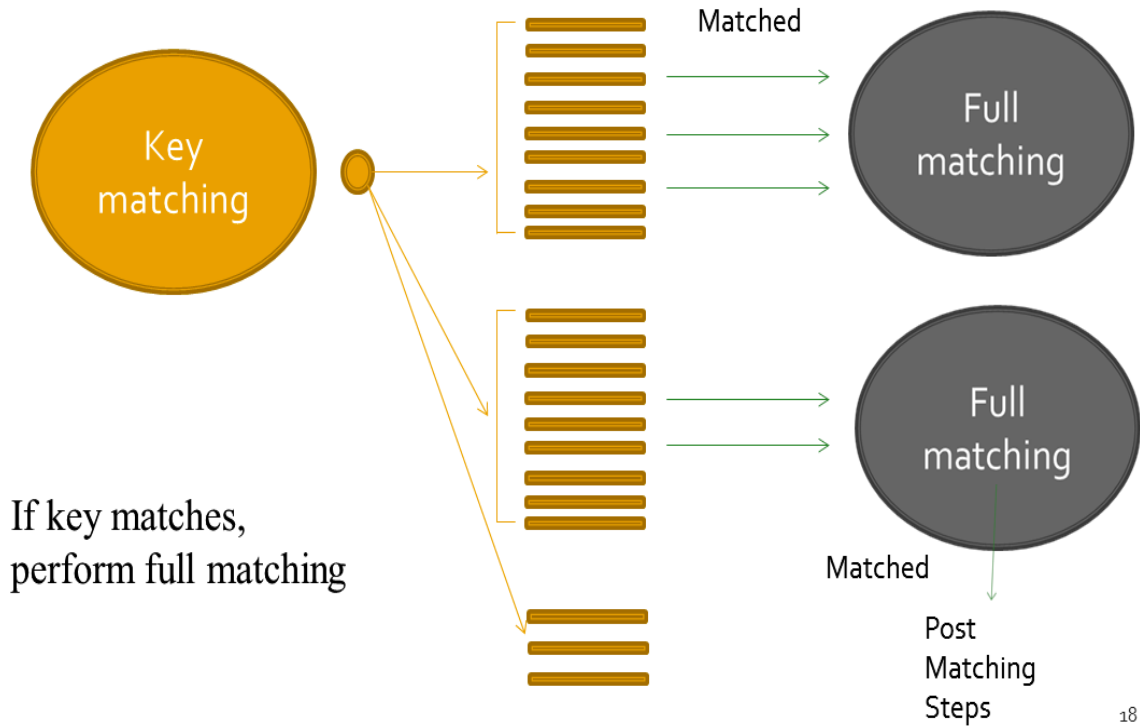 Matched
Key
matching
Full
matching
Full
matching
If key matches,
perform full matching
Matched
Post
Matching
Steps
18